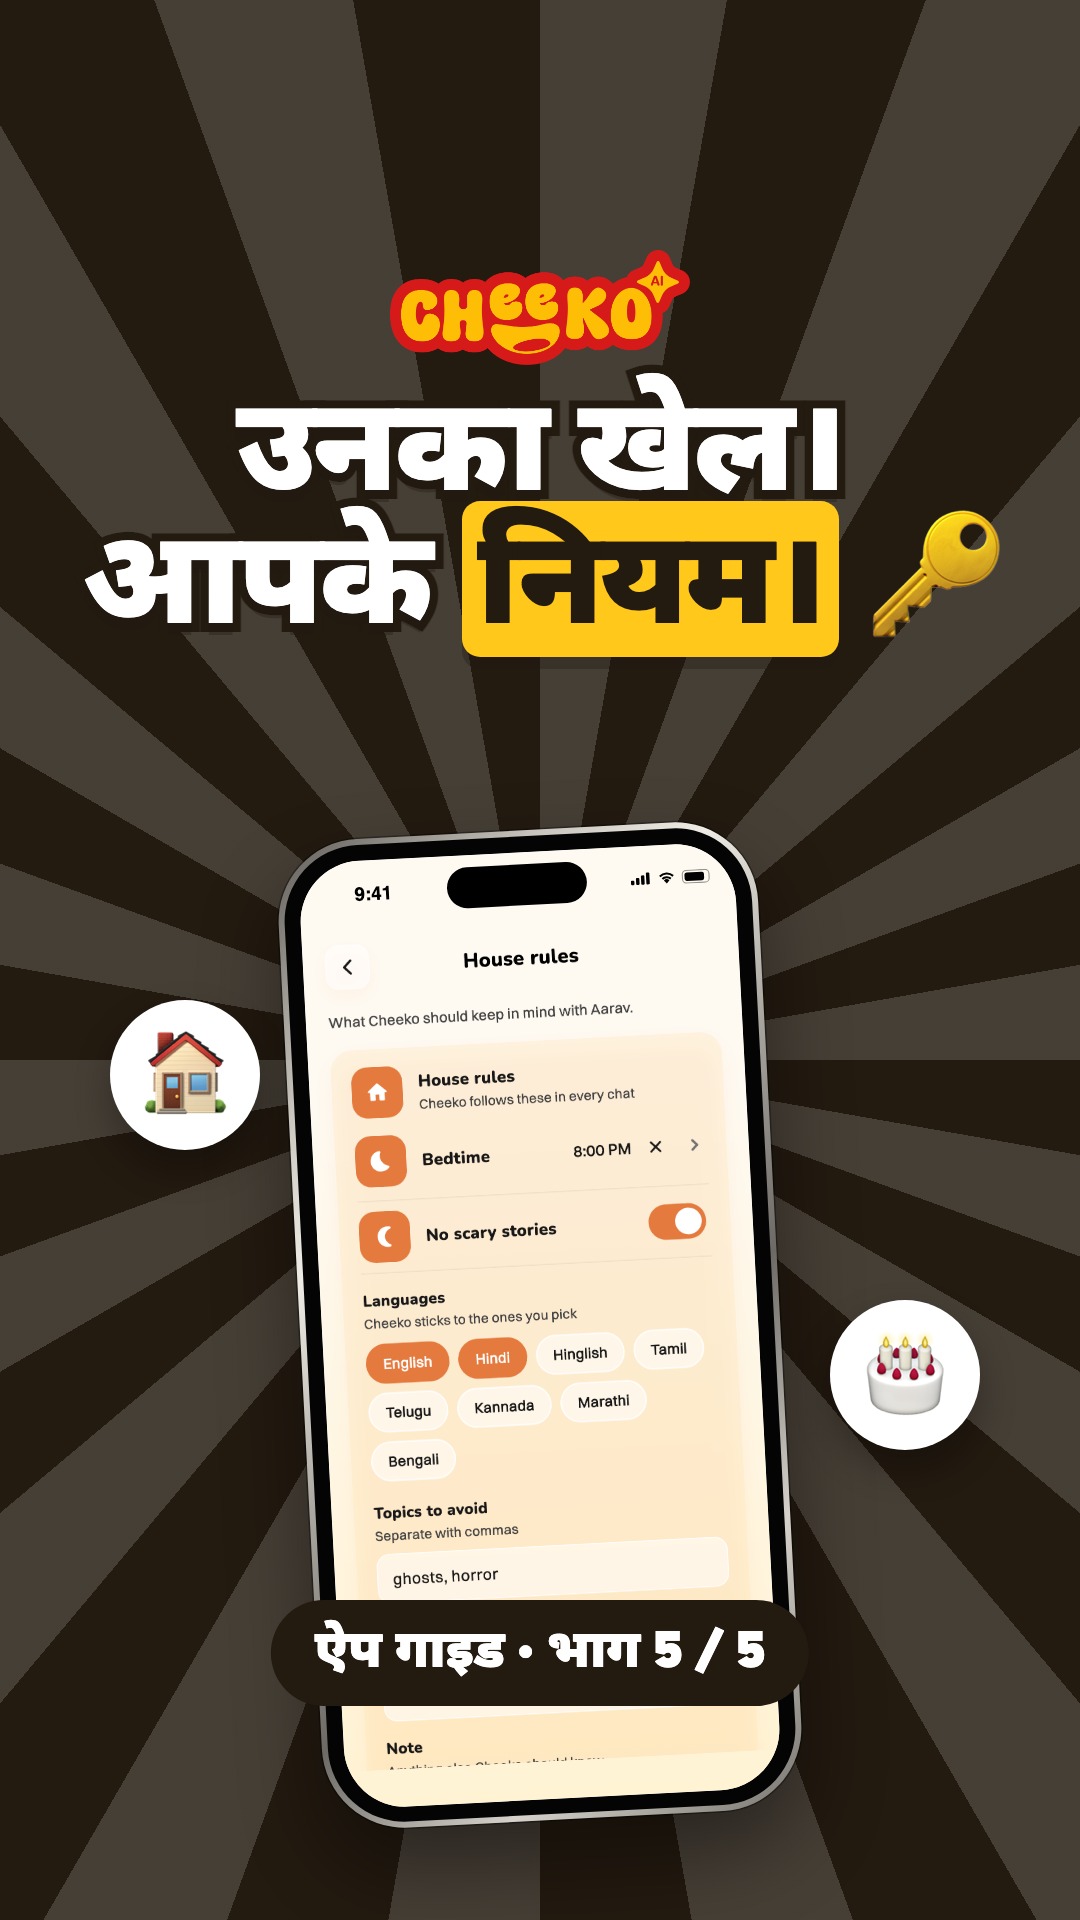 CHEEKO AI
उनका खेल।
आपके नियम।
9:41
House rules
What Cheeko should keep in mind with Aarav.
House rules
Cheeko follows these in every chat
Bedtime 8:00 PM
No scary stories
Languages
Cheeko sticks to the ones you pick
English Hindi Hinglish Tamil
Telugu Kannada Marathi
Bengali
Topics to avoid
Separate with commas
ghosts, horror
ऐप गाइड • भाग 5 / 5
Note